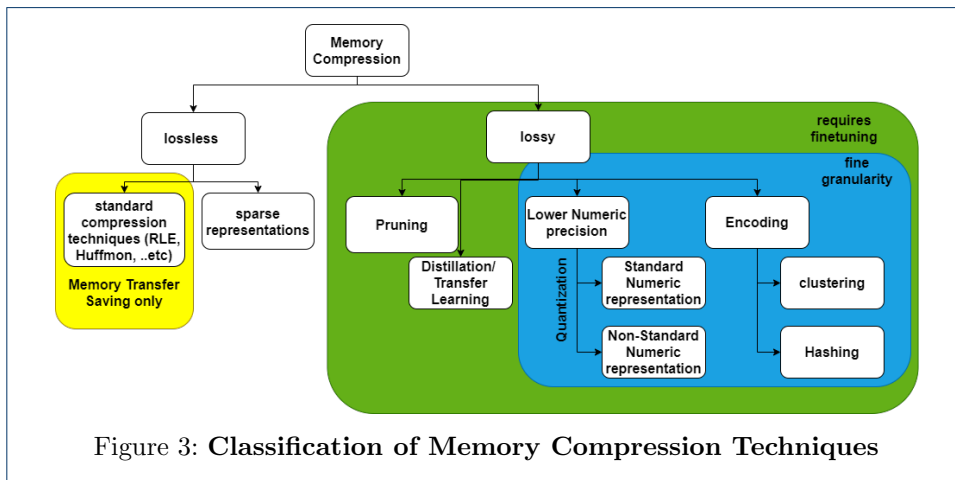 Memory
Compression
lossless
lossy
requires
finetuning
fine
granularity
standard
compression
techniques (RLE,
Huffmon, ..etc)
sparse
representations
Memory Transfer
Saving only
Pruning
Distillation/
Transfer
Learning
Lower Numeric
precision
Encoding
Quantization
Standard
Numeric
representation
Non-Standard
Numeric
representation
clustering
Hashing
Figure 3: Classification of Memory Compression Techniques